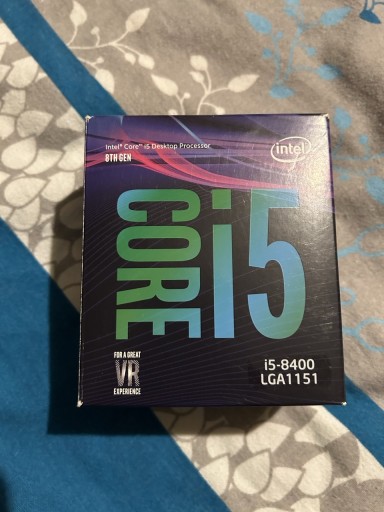 Intel® Core™ i5 Desktop Processor
8TH GEN
intel
CORE i5
FOR A GREAT
VR
EXPERIENCE
i5-8400
LGA1151